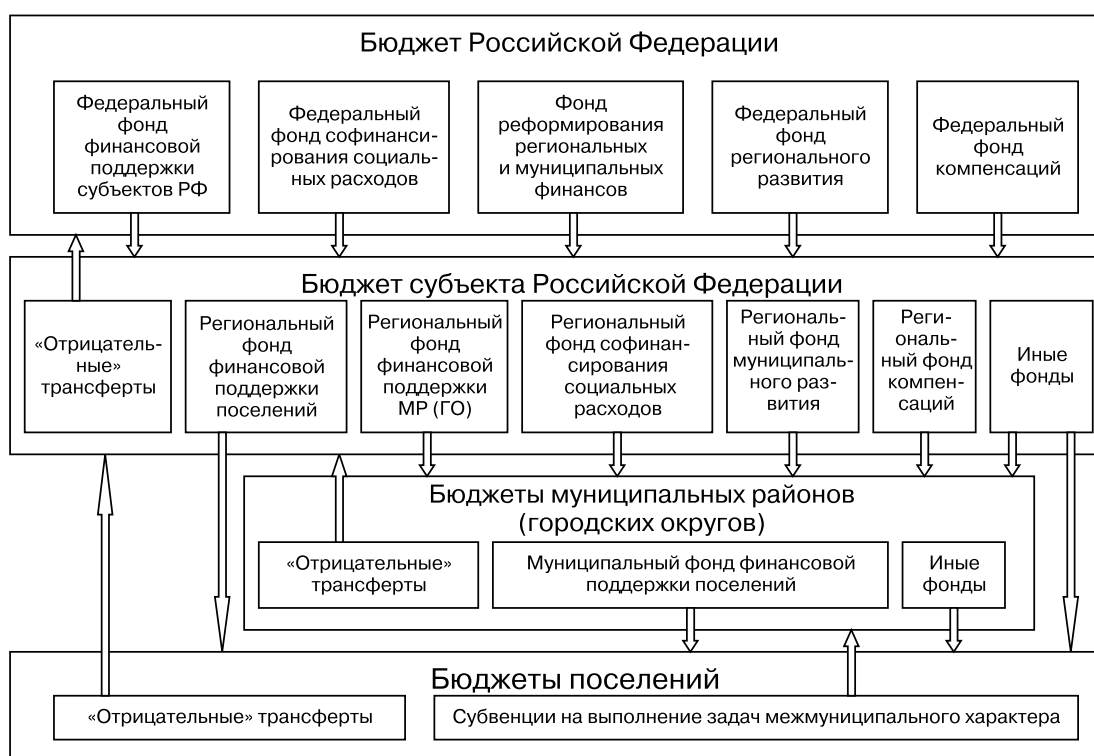 Бюджет Российской Федерации
Федеральный
фонд
финансовой
поддержки
субъектов РФ
Федеральный
фонд софинанси-
рования социаль-
ных расходов
Фонд
реформирования
региональных
и муниципальных
финансов
Федеральный
фонд
регионального
развития
Федеральный
фонд
компенсаций
Бюджет субъекта Российской Федерации
«Отрицатель-
ные»
трансферты
Региональный
фонд
финансовой
поддержки
поселений
Региональный
фонд
финансовой
поддержки
МР (ГО)
Региональный
фонд софинан-
сирования
социальных
расходов
Региональ-
ный фонд
муниципаль-
ного раз-
вития
Реги-
ональ-
ный фонд
компен-
саций
Иные
фонды
Бюджеты муниципальных районов
(городских округов)
«Отрицательные»
трансферты
Муниципальный фонд финансовой
поддержки поселений
Иные
фонды
Бюджеты поселений
«Отрицательные» трансферты
Субвенции на выполнение задач межмуниципального характера